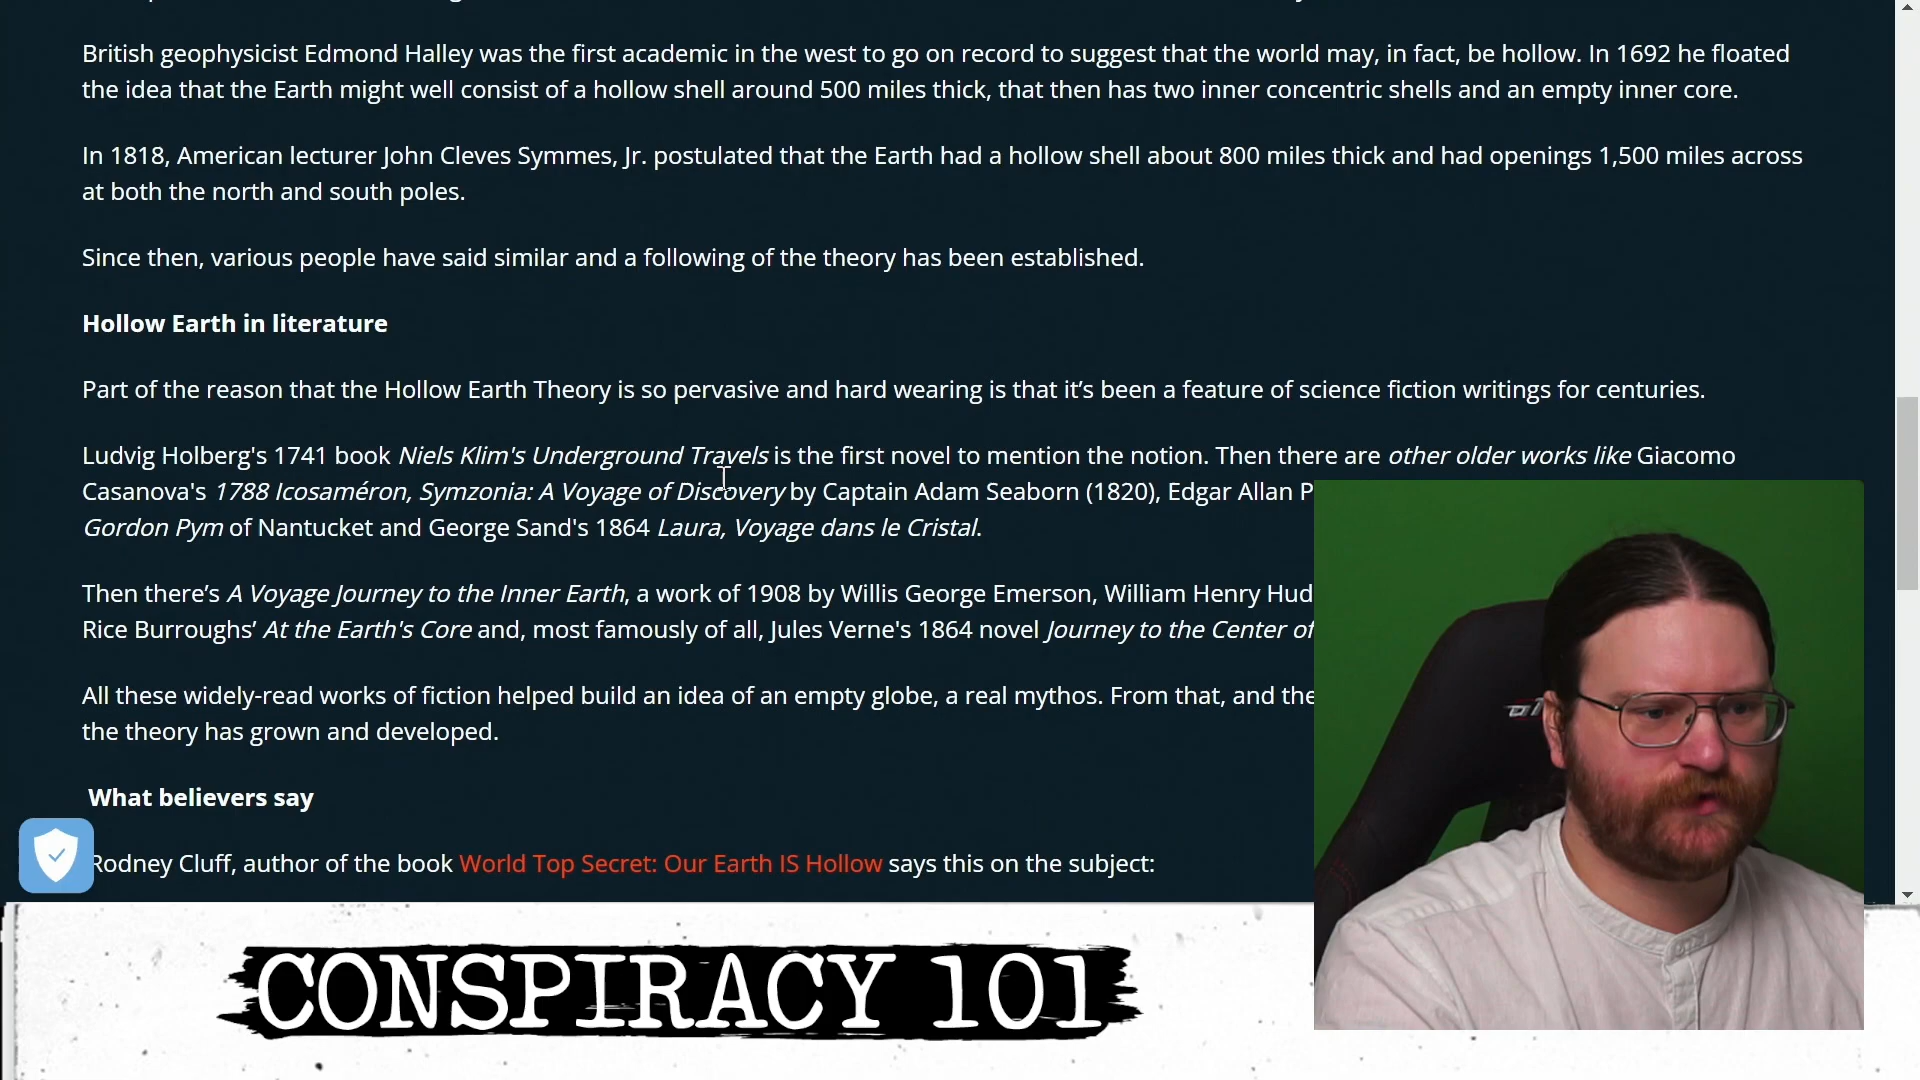 British geophysicist Edmond Halley was the first academic in the west to go on record to suggest that the world may, in fact, be hollow. In 1692 he floated
the idea that the Earth might well consist of a hollow shell around 500 miles thick, that then has two inner concentric shells and an empty inner core.
In 1818, American lecturer John Cleves Symmes, Jr. postulated that the Earth had a hollow shell about 800 miles thick and had openings 1,500 miles across
at both the north and south poles.
Since then, various people have said similar and a following of the theory has been established.
Hollow Earth in literature
Part of the reason that the Hollow Earth Theory is so pervasive and hard wearing is that it’s been a feature of science fiction writings for centuries.
Ludvig Holberg's 1741 book Niels Klim's Underground Travels is the first novel to mention the notion. Then there are other older works like Giacomo
Casanova's 1788 Icosaméron, Symzonia: A Voyage of Discovery by Captain Adam Seaborn (1820), Edgar Allan P
Gordon Pym of Nantucket and George Sand's 1864 Laura, Voyage dans le Cristal.
Then there’s A Voyage Journey to the Inner Earth, a work of 1908 by Willis George Emerson, William Henry Hud
Rice Burroughs’ At the Earth's Core and, most famously of all, Jules Verne's 1864 novel Journey to the Center of
All these widely-read works of fiction helped build an idea of an empty globe, a real mythos. From that, and the
the theory has grown and developed.
What believers say
Rodney Cluff, author of the book World Top Secret: Our Earth IS Hollow says this on the subject:
CONSPIRACY 101